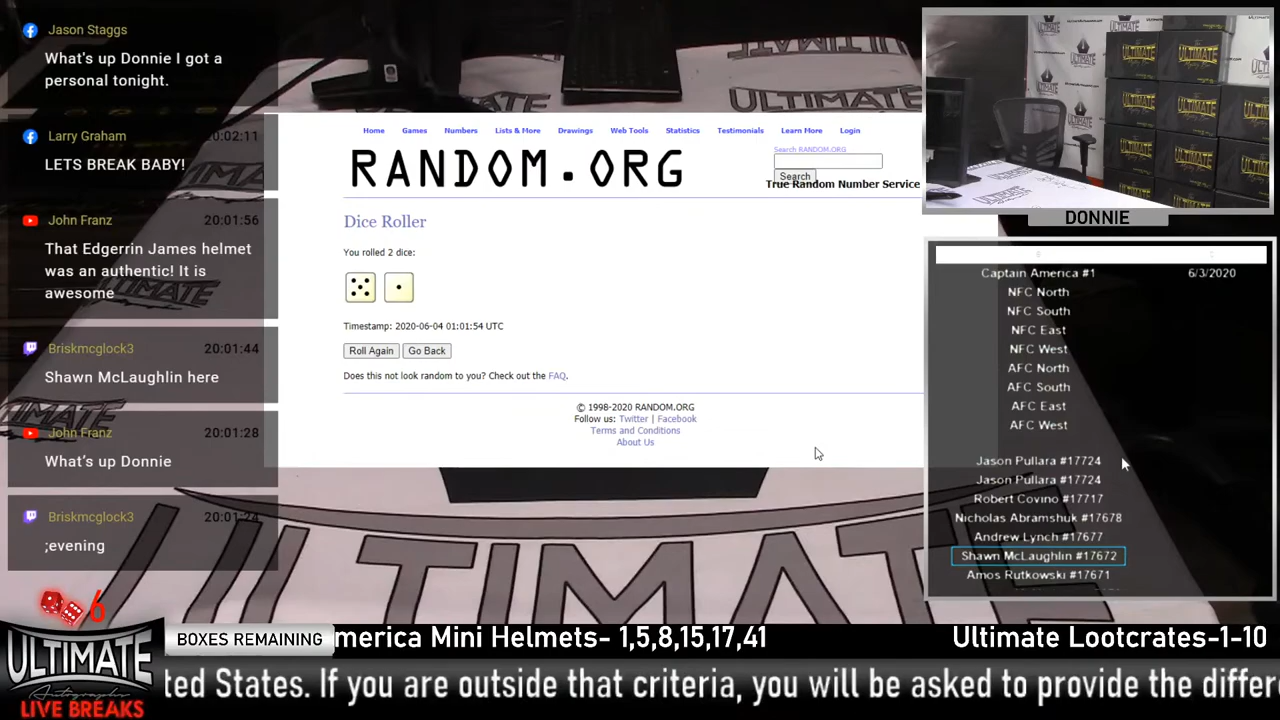 Jason Staggs
What's up Donnie I got a
personal tonight.
Larry Graham 20:02:11
LETS BREAK BABY!
John Franz 20:01:56
That Edgerrin James helmet
was an authentic! It is
awesome
Briskmcglock3 20:01:44
Shawn McLaughlin here
John Franz 20:01:28
What's up Donnie
Briskmcglock3 20:01:24
;evening
6
ULTIMATE
Autographs
LIVE BREAKS
Home Games Numbers Lists & More Drawings Web Tools Statistics Testimonials Learn More Login
RANDOM.ORG
Search RANDOM.ORG
Search
True Random Number Service
Dice Roller
You rolled 2 dice:
Timestamp: 2020-06-04 01:01:54 UTC
Roll Again Go Back
Does this not look random to you? Check out the FAQ.
© 1998-2020 RANDOM.ORG
Follow us: Twitter | Facebook
Terms and Conditions
About Us
ULTIMATE
DONNIE
Captain America #1 6/3/2020
NFC North
NFC South
NFC East
NFC West
AFC North
AFC South
AFC East
AFC West
Jason Pullara #17724
Jason Pullara #17724
Robert Covino #17717
Nicholas Abramshuk #17678
Andrew Lynch #17677
Shawn McLaughlin #17672
Amos Rutkowski #17671
BOXES REMAINING merica Mini Helmets- 1,5,8,15,17,41 Ultimate Lootcrates-1-10
ted States. If you are outside that criteria, you will be asked to provide the differe